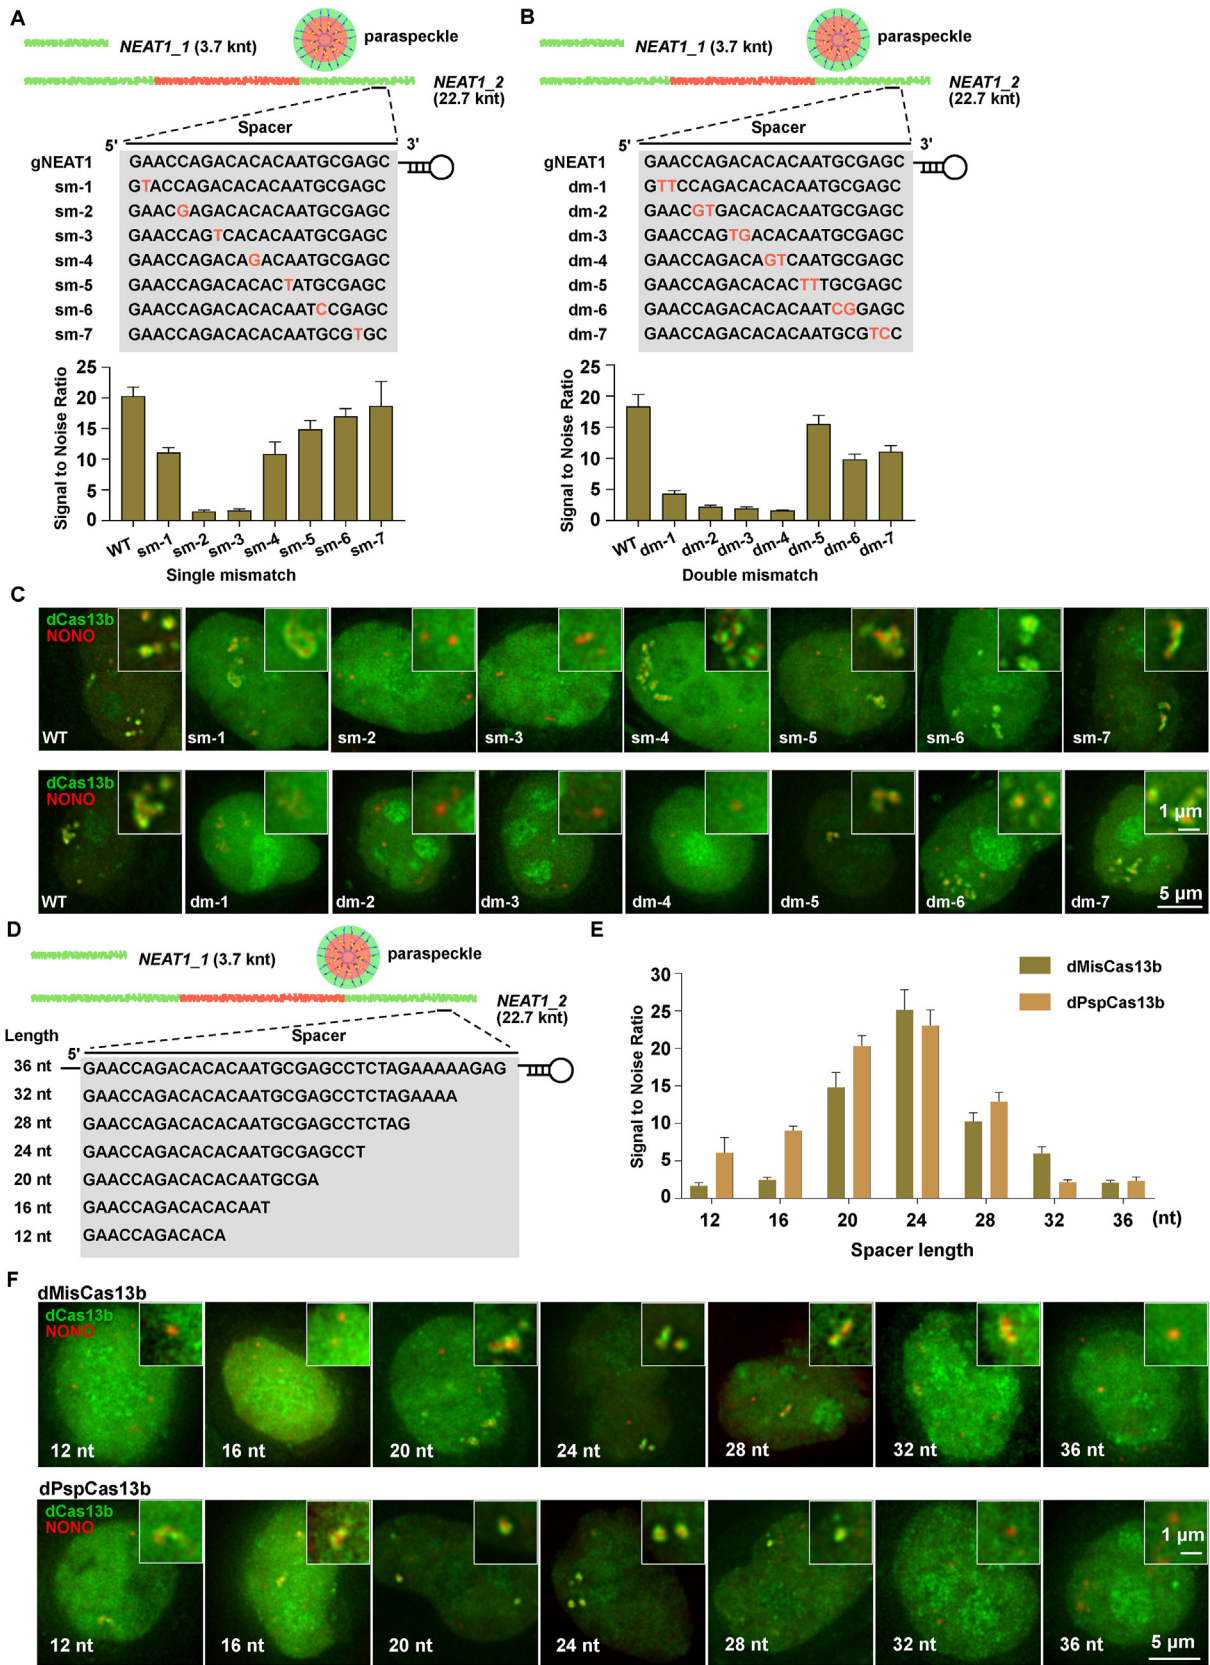 A
NEAT1_1 (3.7 knt)
paraspeckle
NEAT1_2
(22.7 knt)
Spacer
5'
3'
gNEAT1 GAACCAGACACACAATGCGAGC
sm-1 GTACCAGACACACAATGCGAGC
sm-2 GAACGAGACACACAATGCGAGC
sm-3 GAACCAGTCACACAATGCGAGC
sm-4 GAACCAGACAGACAATGCGAGC
sm-5 GAACCAGACACACTATGCGAGC
sm-6 GAACCAGACACACAATCCGAGC
sm-7 GAACCAGACACACAATGCGTGC
Signal to Noise Ratio
25
20
15
10
5
0
WT sm-1 sm-2 sm-3 sm-4 sm-5 sm-6 sm-7
Single mismatch
B
NEAT1_1 (3.7 knt)
paraspeckle
NEAT1_2
(22.7 knt)
Spacer
5'
3'
gNEAT1 GAACCAGACACACAATGCGAGC
dm-1 GTTCCAGACACACAATGCGAGC
dm-2 GAACGTGACACACAATGCGAGC
dm-3 GAACCAGTGACACAATGCGAGC
dm-4 GAACCAGACAGTCAATGCGAGC
dm-5 GAACCAGACACACTTTGCGAGC
dm-6 GAACCAGACACACAATCGGAGC
dm-7 GAACCAGACACACAATGCGTCC
Signal to Noise Ratio
25
20
15
10
5
0
WT dm-1 dm-2 dm-3 dm-4 dm-5 dm-6 dm-7
Double mismatch
C
dCas13b
NONO
WT sm-1 sm-2 sm-3 sm-4 sm-5 sm-6 sm-7
dCas13b
NONO
1 µm
WT dm-1 dm-2 dm-3 dm-4 dm-5 dm-6 dm-7 5 µm
D
NEAT1_1 (3.7 knt)
paraspeckle
NEAT1_2
(22.7 knt)
Length
Spacer
5'
36 nt GAACCAGACACACAATGCGAGCCTCTAGAAAAAGAG
32 nt GAACCAGACACACAATGCGAGCCTCTAGAAAA
28 nt GAACCAGACACACAATGCGAGCCTCTAG
24 nt GAACCAGACACACAATGCGAGCCT
20 nt GAACCAGACACACAATGCGA
16 nt GAACCAGACACACAAT
12 nt GAACCAGACACA
E
dMisCas13b
dPspCas13b
Signal to Noise Ratio
30
25
20
15
10
5
0
12 16 20 24 28 32 36 (nt)
Spacer length
F
dMisCas13b
dCas13b
NONO
12 nt 16 nt 20 nt 24 nt 28 nt 32 nt 36 nt
dPspCas13b
dCas13b
NONO
1 µm
12 nt 16 nt 20 nt 24 nt 28 nt 32 nt 36 nt 5 µm